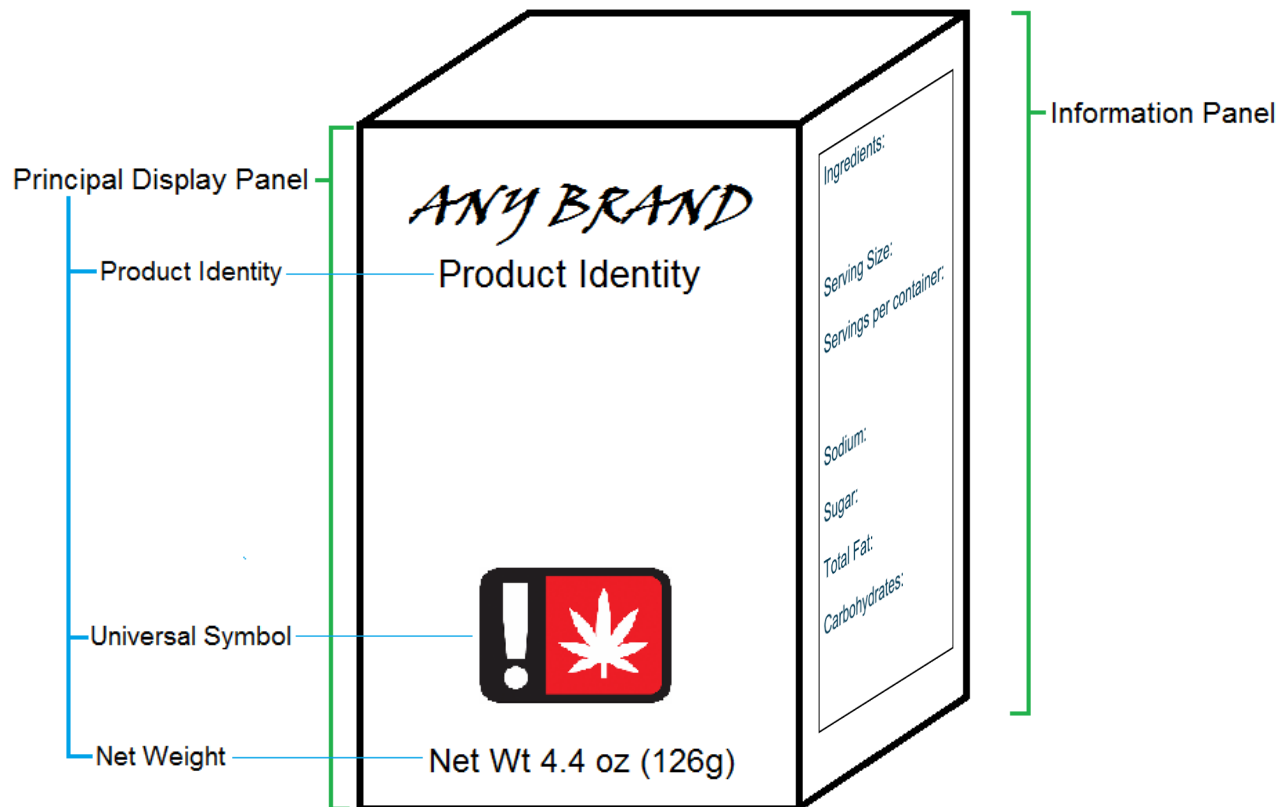 Information Panel
Principal Display Panel
ANY BRAND
Product Identity
Product Identity
Universal Symbol
Net Weight
Net Wt 4.4 oz (126g)
Ingredients:
Serving Size:
Servings per container:
Sodium:
Sugar:
Total Fat:
Carbohydrates: